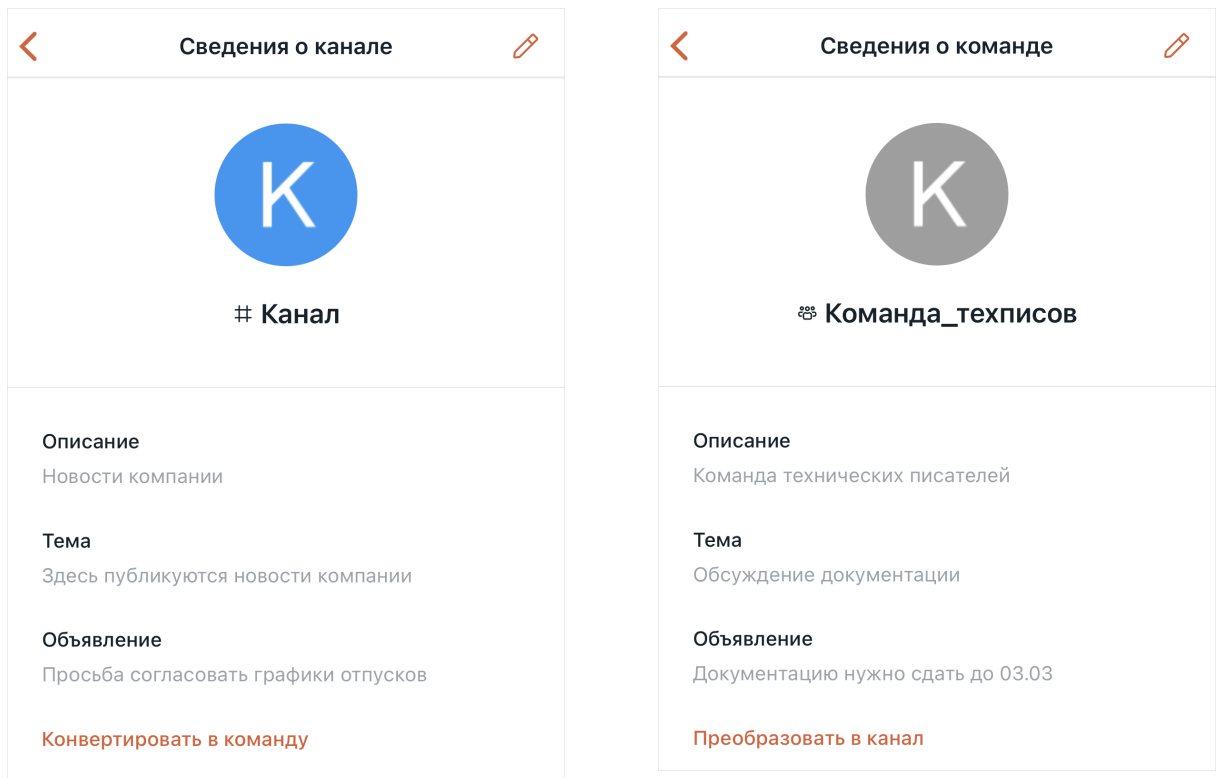 Сведения о канале
К
# Канал
Описание
Новости компании
Тема
Здесь публикуются новости компании
Объявление
Просьба согласовать графики отпусков
Конвертировать в команду
Сведения о команде
К
Команда_техписов
Описание
Команда технических писателей
Тема
Обсуждение документации
Объявление
Документацию нужно сдать до 03.03
Преобразовать в канал